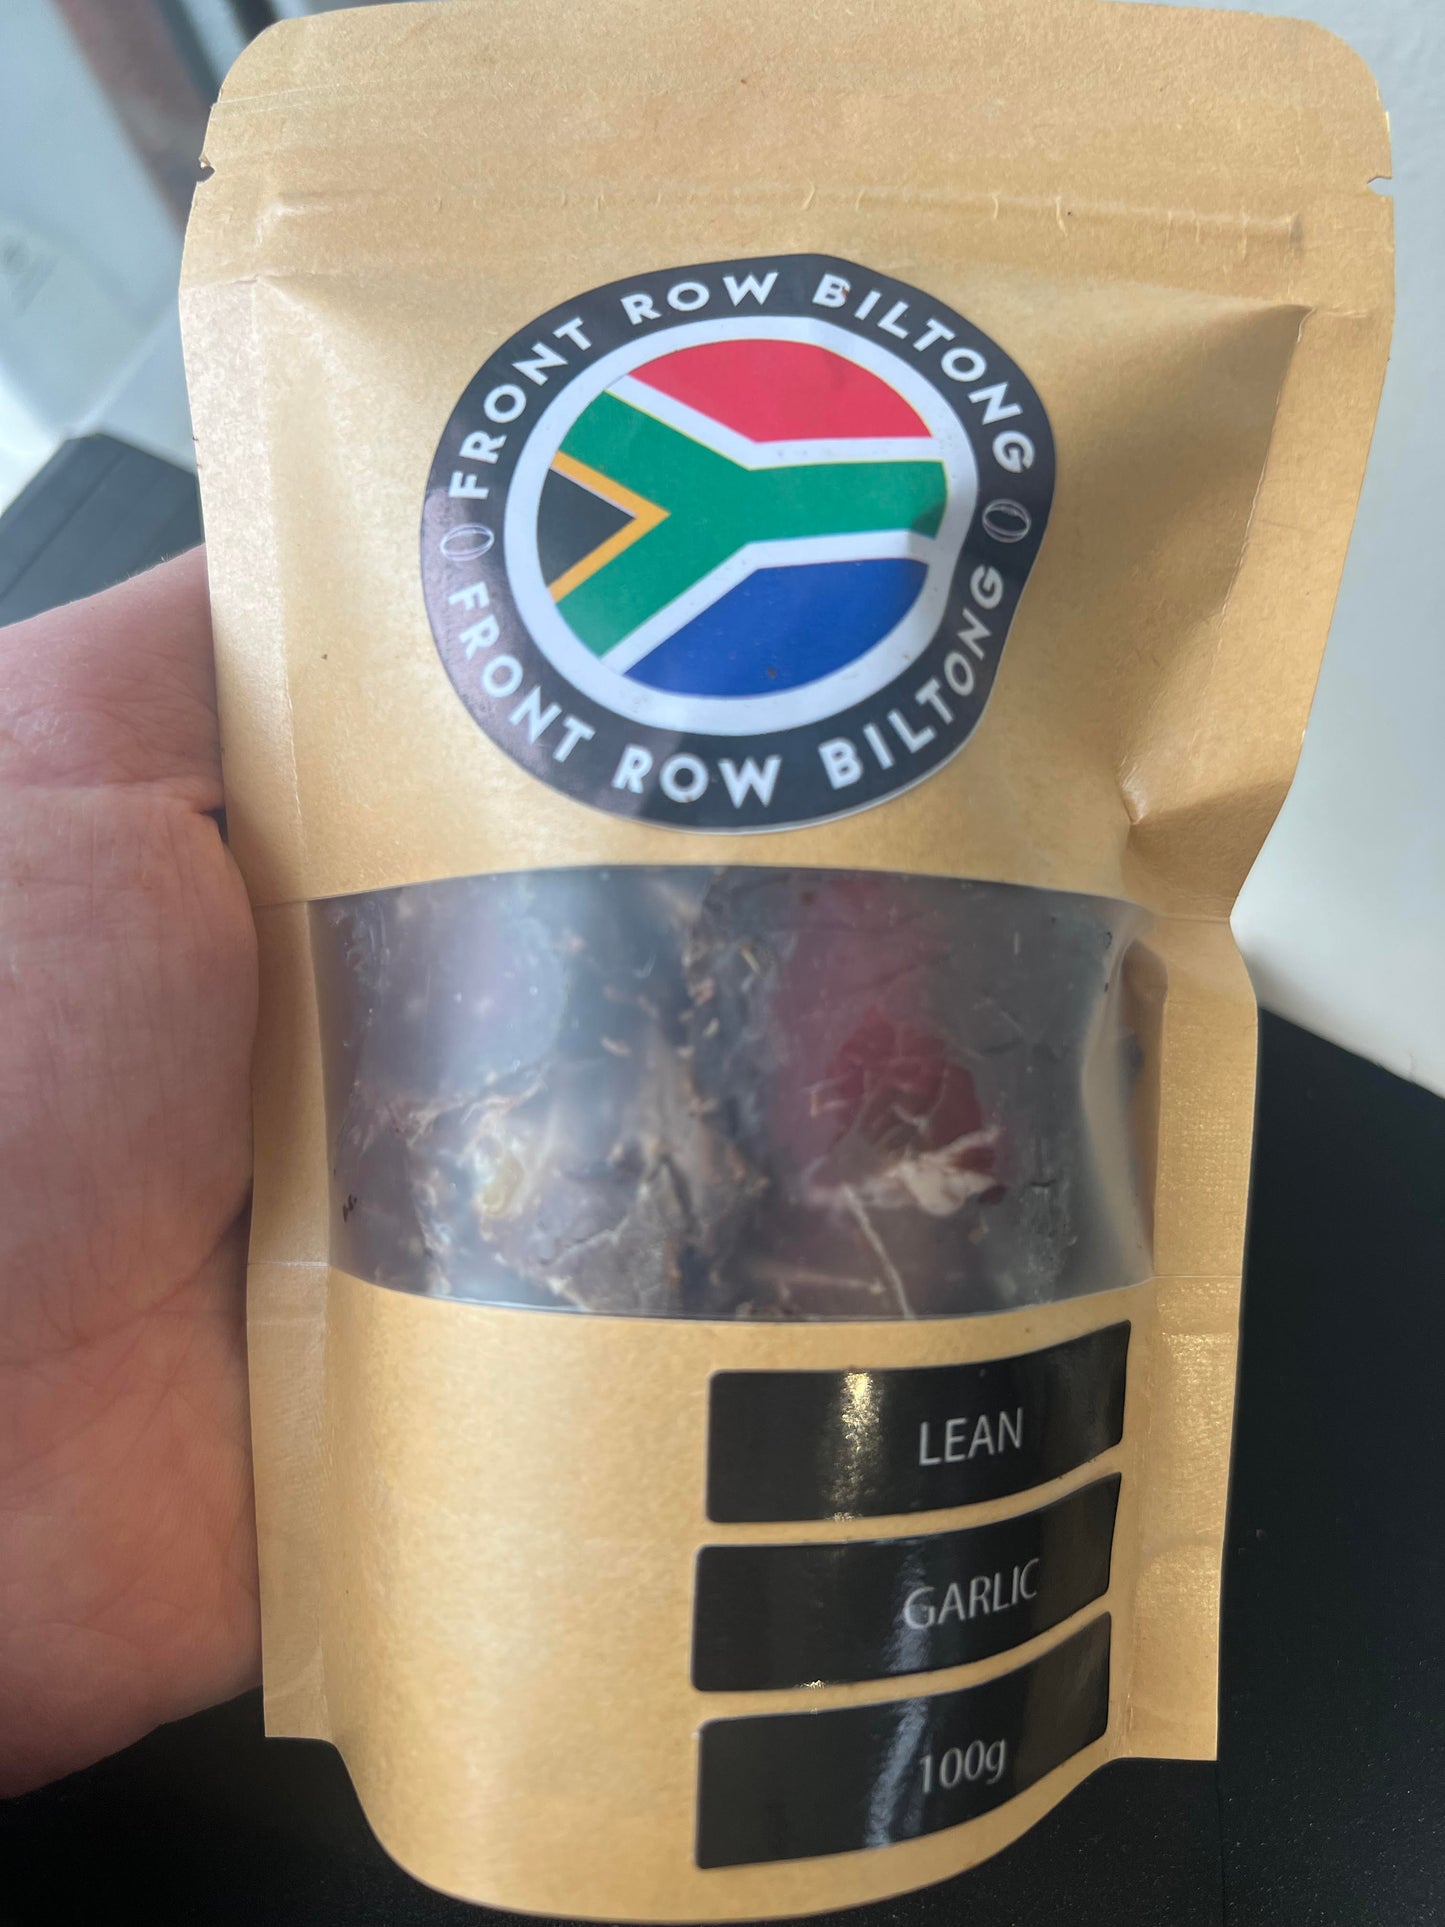 FRONT ROW BILTONG
FRONT ROW BILTONG
LEAN
GARLIC
100g